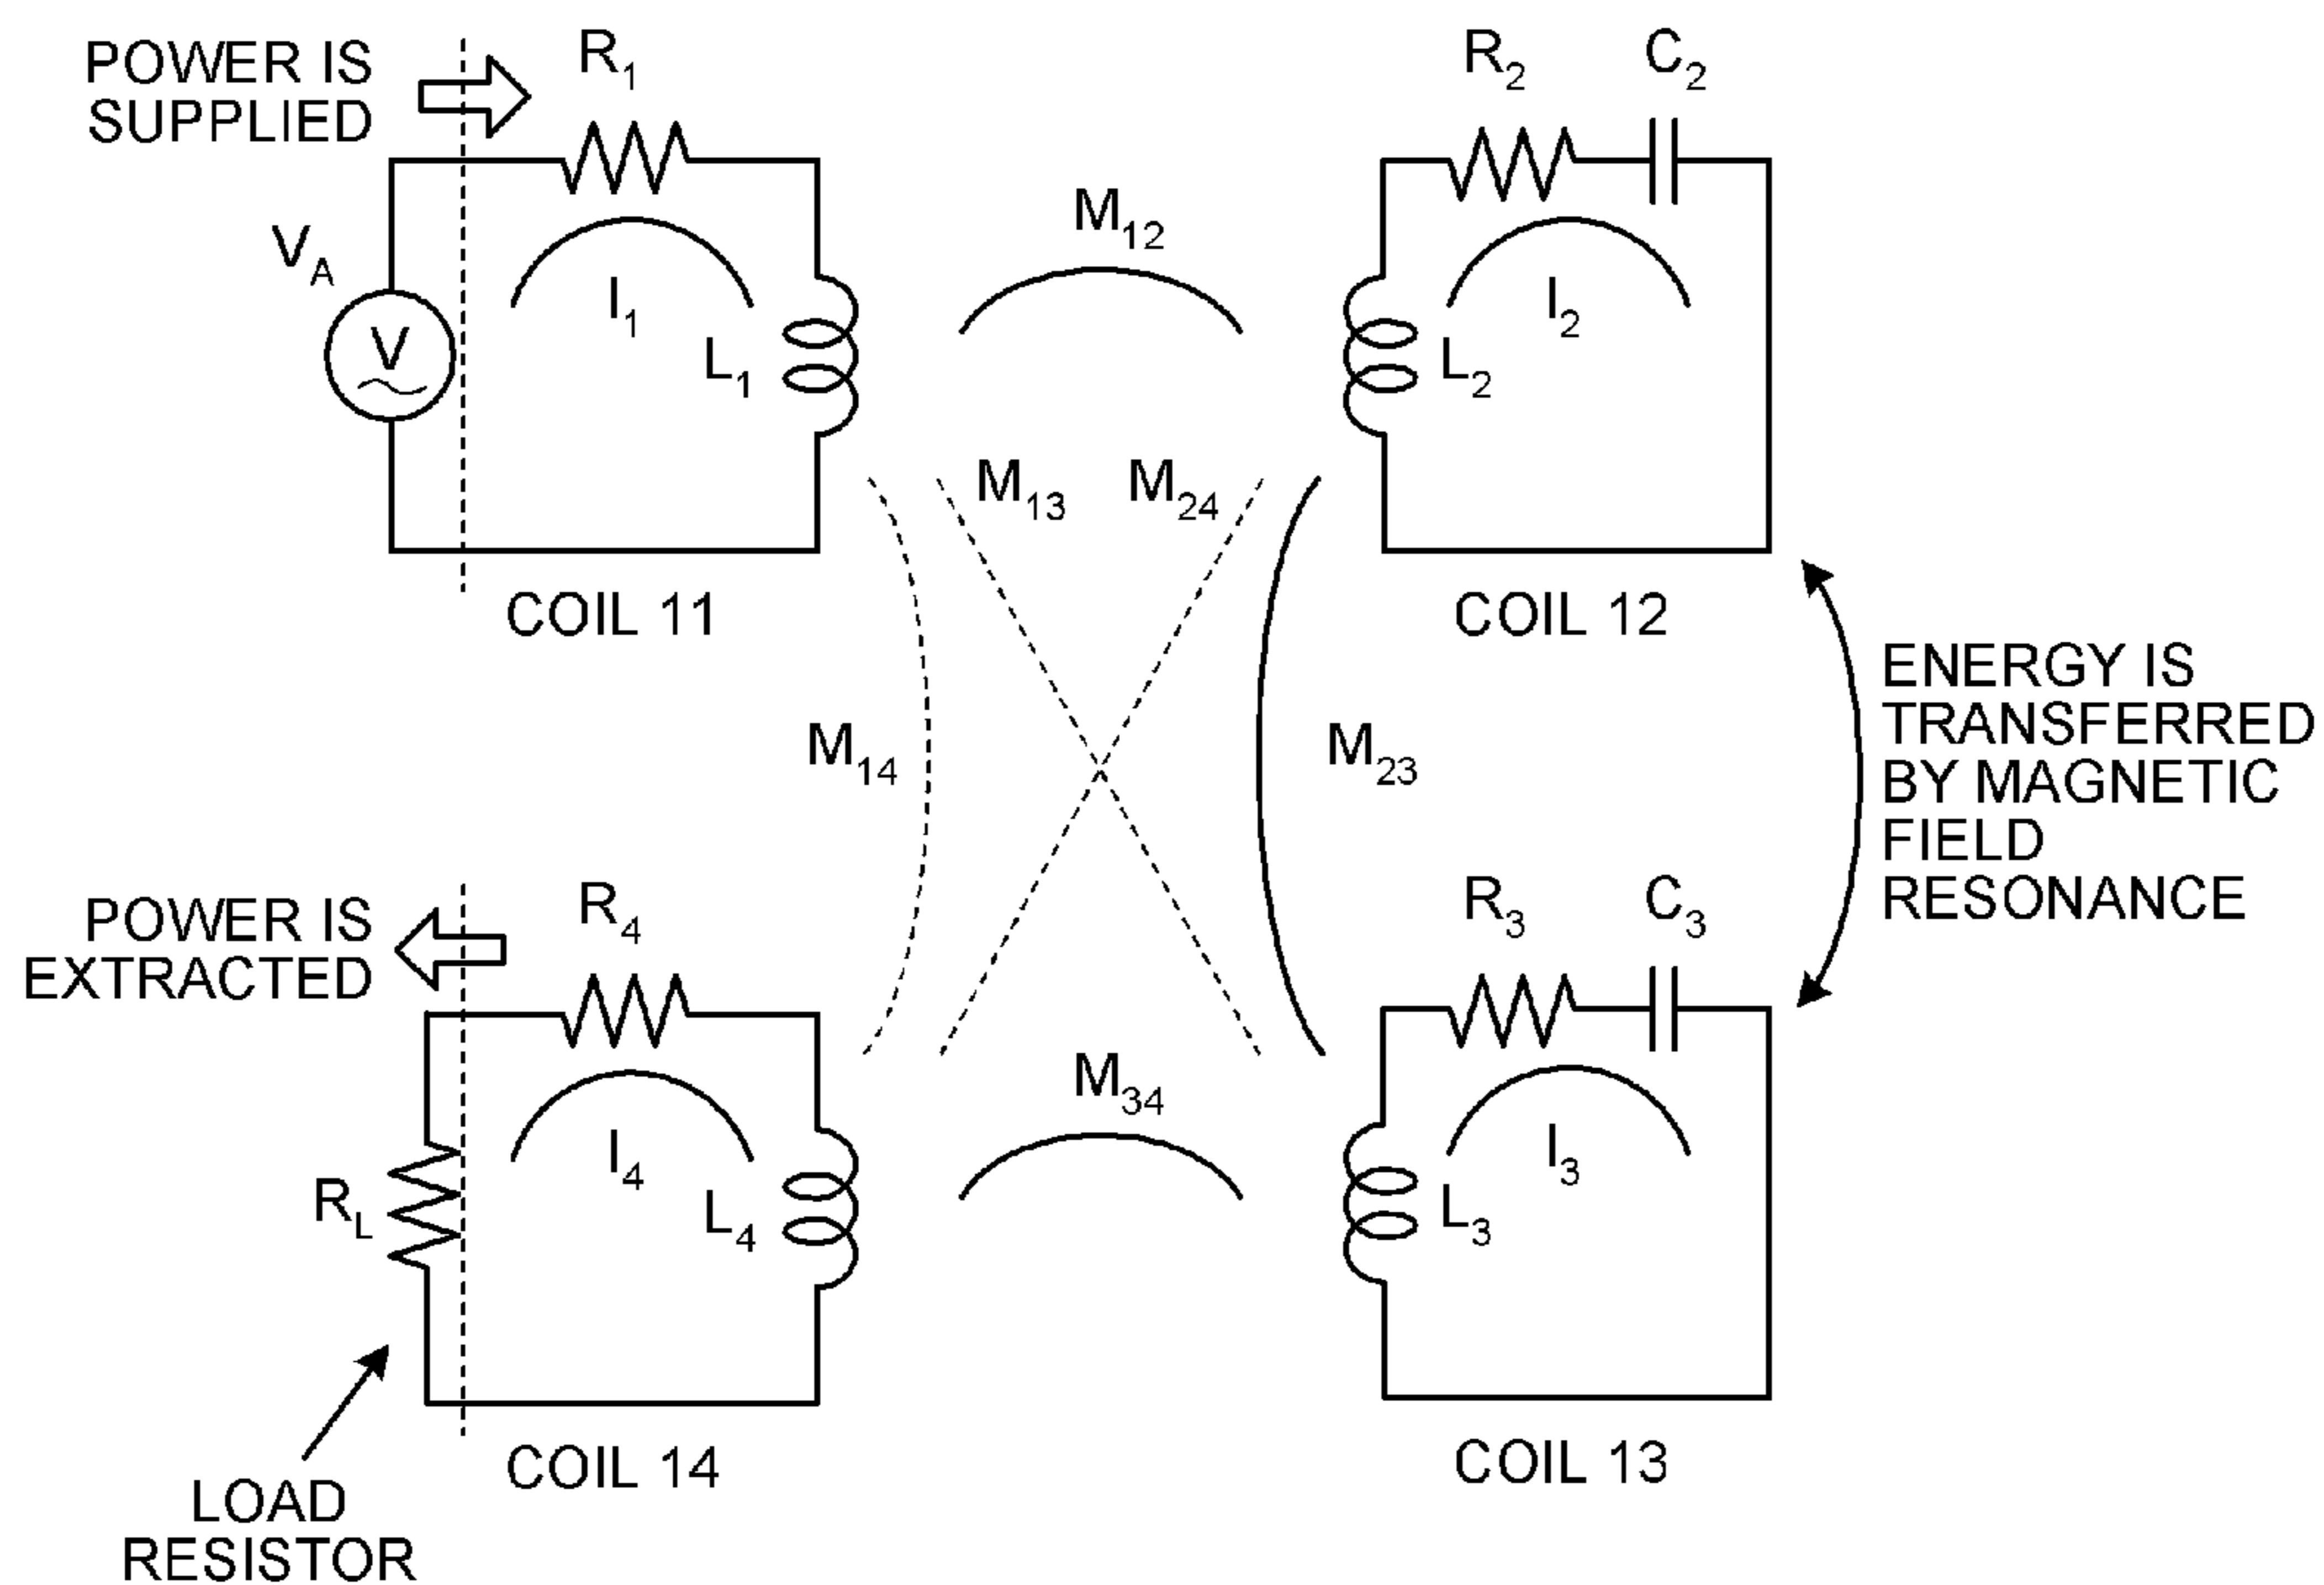 POWER IS
SUPPLIED
R1
R2
C2
VA
V
I1
L1
M12
I2
L2
M13
M24
COIL 11
COIL 12
ENERGY IS
TRANSFERRED
BY MAGNETIC
FIELD
RESONANCE
M14
M23
POWER IS
EXTRACTED
R4
R3
C3
M34
I4
I3
RL
L4
L3
COIL 14
COIL 13
LOAD
RESISTOR